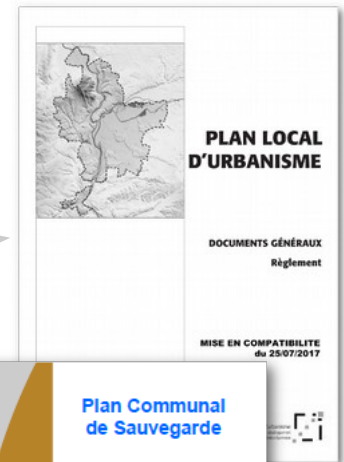 PLAN LOCAL
D'URBANISME
DOCUMENTS GÉNÉRAUX
Règlement
MISE EN COMPATIBILITE
du 25/07/2017
Plan Communal
de Sauvegarde